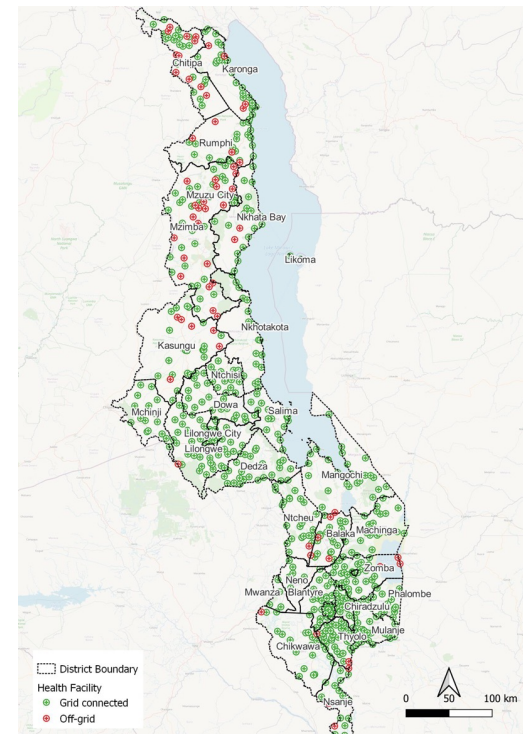 Chitipa
Karonga
Rumphi
Mzuzu City
Nkhata Bay
Mzimba
Likoma
Nkhotakota
Kasungu
Ntchisi
Dowa
Mchinji
Salima
Lilongwe City
Lilongwe
Dedza
Mangochi
Ntcheu
Balaka
Machinga
Zomba
Neno
Mwanza
Blantyre
Phalombe
Chiradzulu
Mulanje
Thyolo
Chikwawa
Nsanje
District Boundary
Health Facility
Grid connected
Off-grid
0 50 100 km